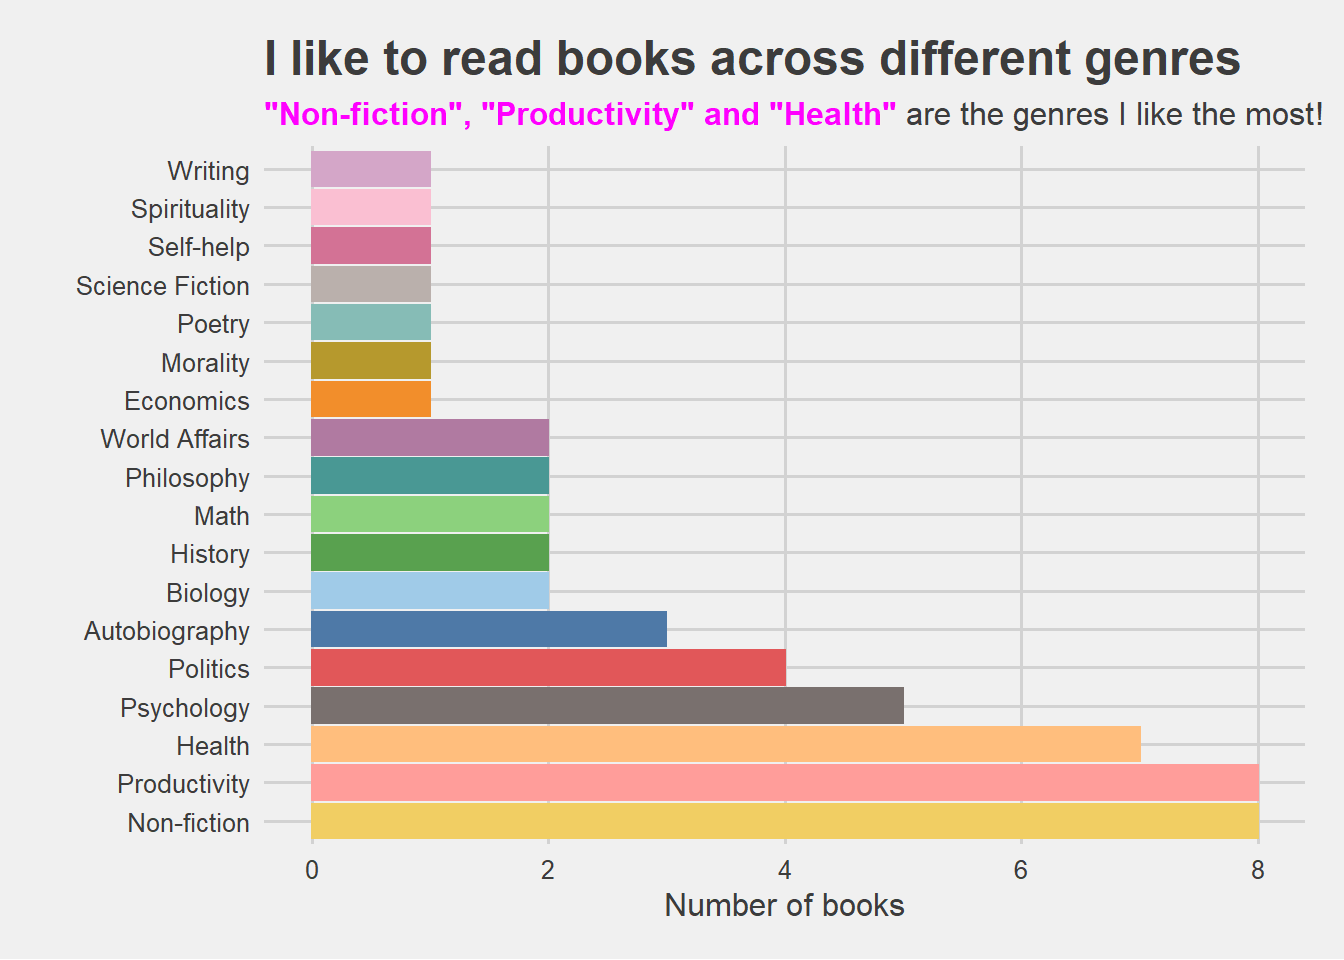 I like to read books across different genres
"Non-fiction", "Productivity" and "Health" are the genres I like the most!
Writing
Spirituality
Self-help
Science Fiction
Poetry
Morality
Economics
World Affairs
Philosophy
Math
History
Biology
Autobiography
Politics
Psychology
Health
Productivity
Non-fiction
0 2 4 6 8
Number of books